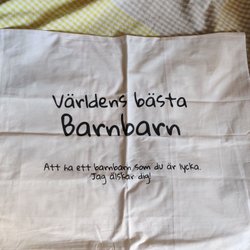 Världens bästa
Barnbarn
Att ha ett barnbarn som du är lycka.
Jag älskar dig!